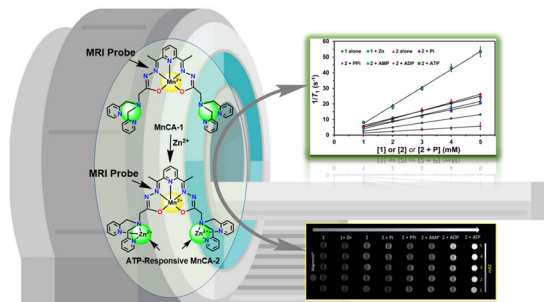 MRI Probe
N
N
N
N
N
Mn²⁺
O
O
N
N
MnCA-1
Zn²⁺
MRI Probe
N
N
N
N
N
Mn²⁺
O
O
N
N
Zn²⁺
Zn²⁺
ATP-Responsive MnCA-2
1 alone
1 + Zn
2 alone
2 + Pi
2 + PPi
2 + AMP
2 + ADP
2 + ATP
1/T₁ (s⁻¹)
60
50
40
30
20
10
0
0
1
2
3
4
5
[1] or [2] or [2 + P] (mM)
1
1+ Zn
2
2 + Pi
2 + PPi
2 + AMP
2 + ADP
2 + ATP